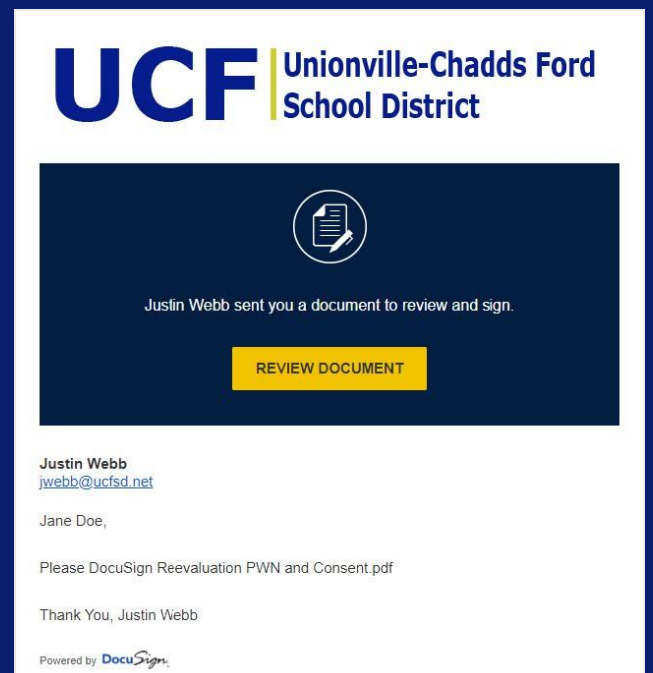 UCF Unionville-Chadds Ford
School District
Justin Webb sent you a document to review and sign.
REVIEW DOCUMENT
Justin Webb
jwebb@ucfsd.net
Jane Doe,
Please DocuSign Reevaluation PWN and Consent.pdf
Thank You, Justin Webb
Powered by DocuSign